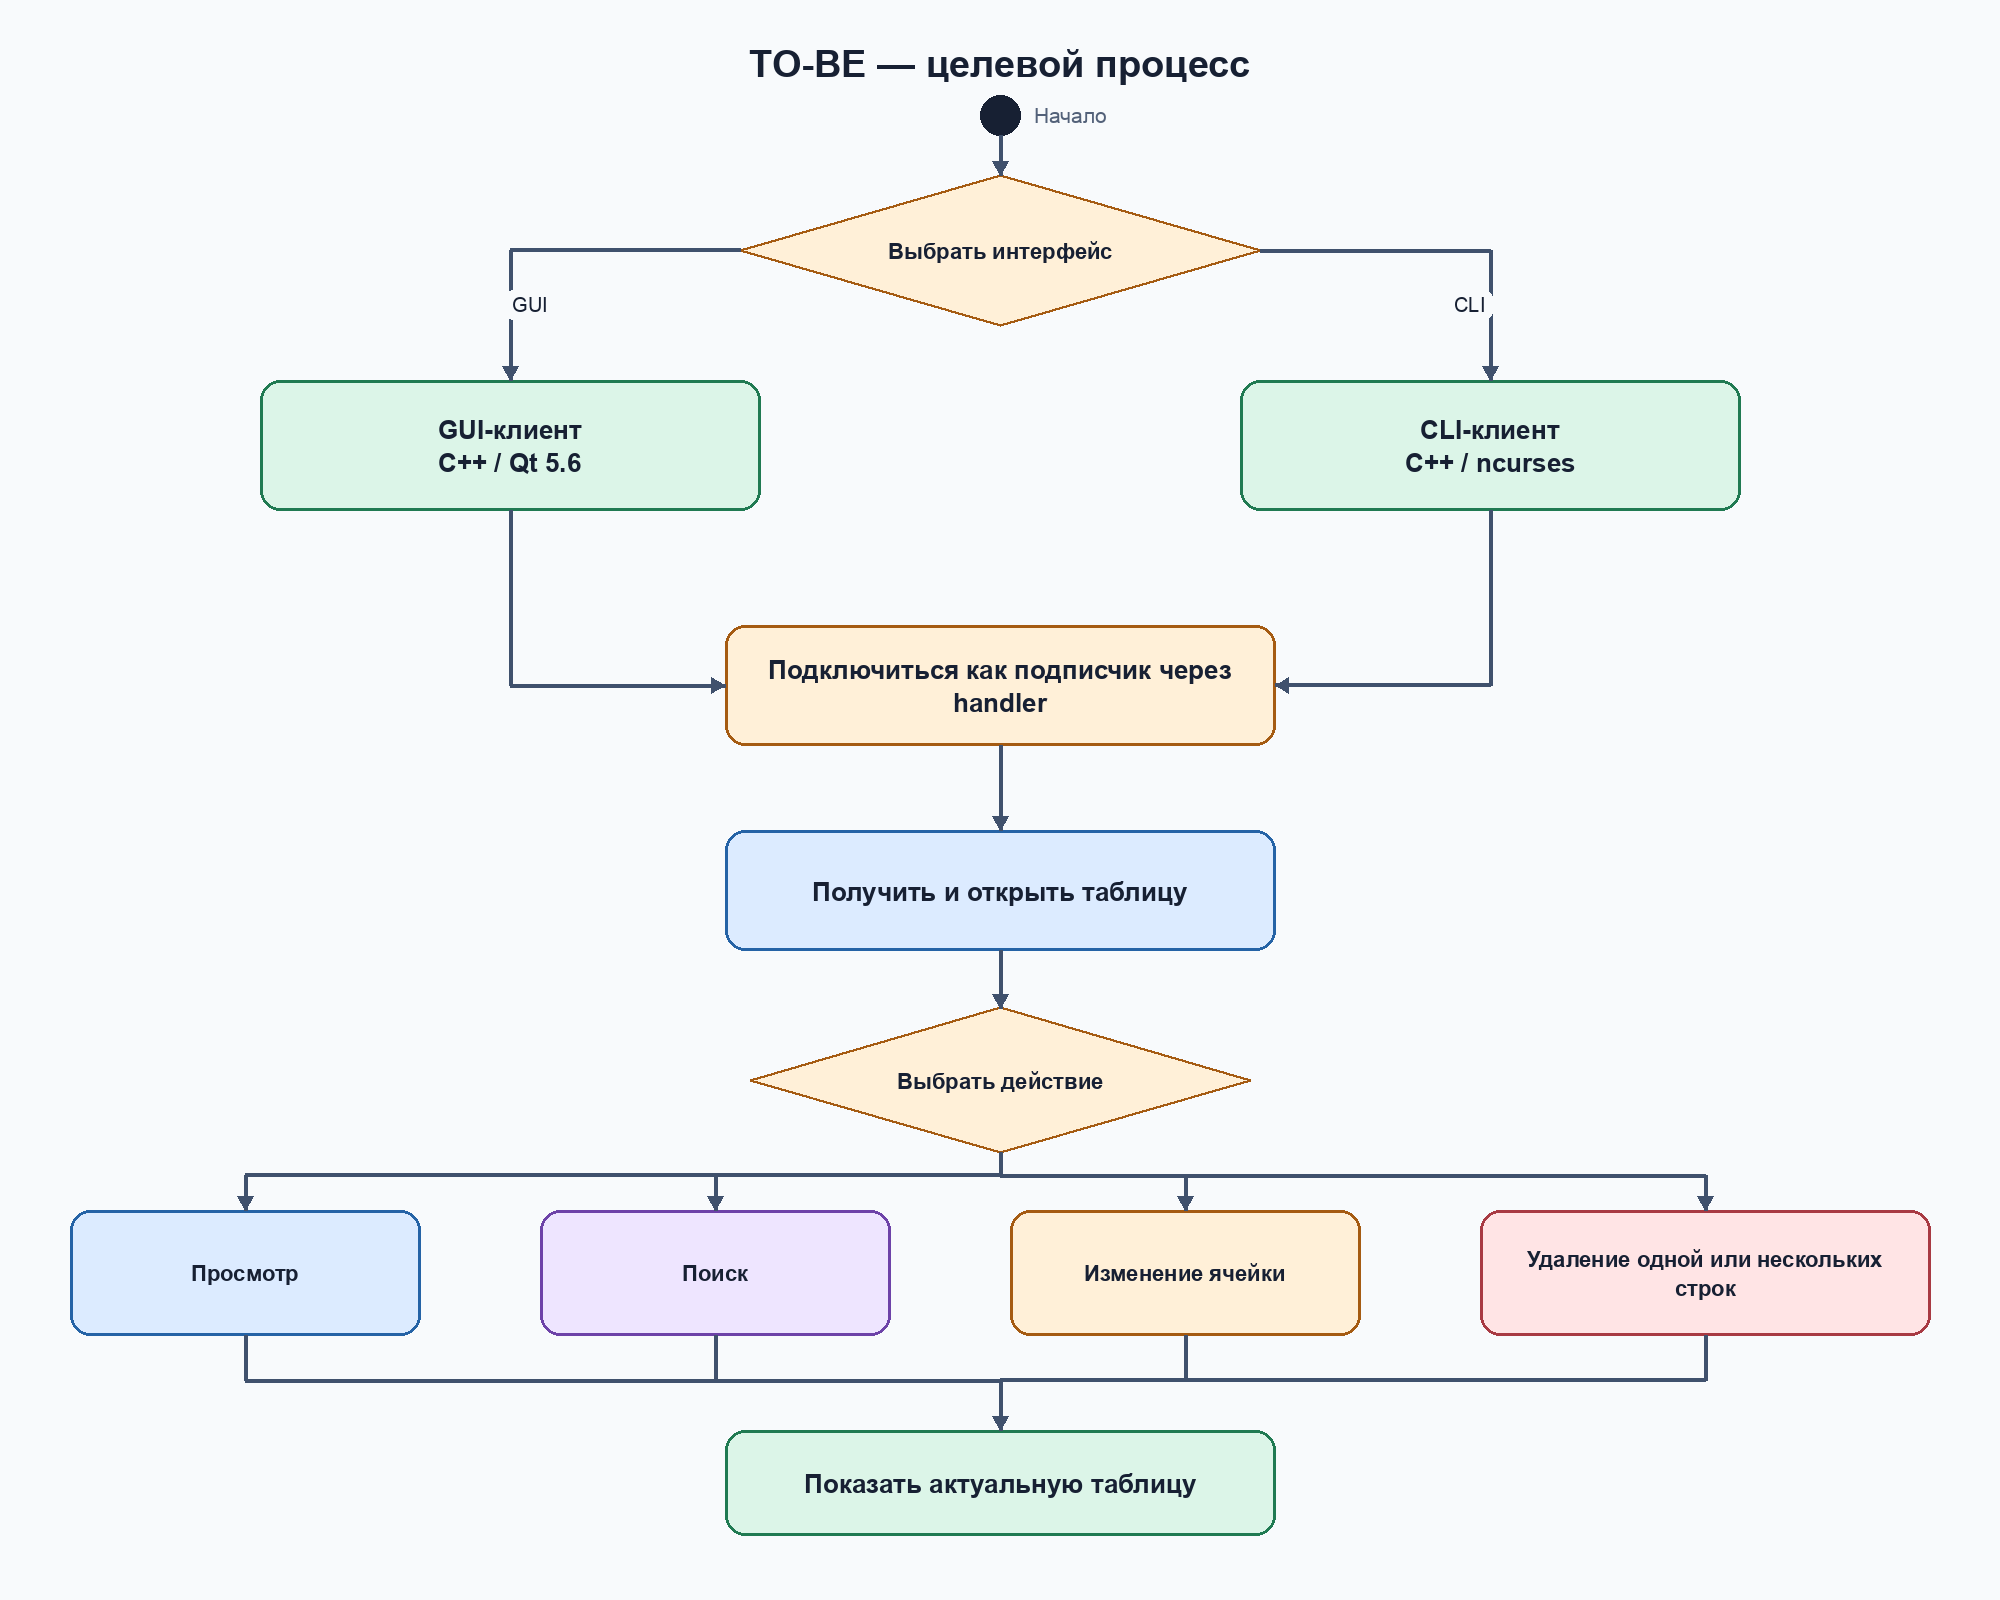 TO-BE — целевой процесс
Начало
Выбрать интерфейс
GUI
CLI
GUI-клиент
C++ / Qt 5.6
CLI-клиент
C++ / ncurses
Подключиться как подписчик через
handler
Получить и открыть таблицу
Выбрать действие
Просмотр
Поиск
Изменение ячейки
Удаление одной или нескольких
строк
Показать актуальную таблицу